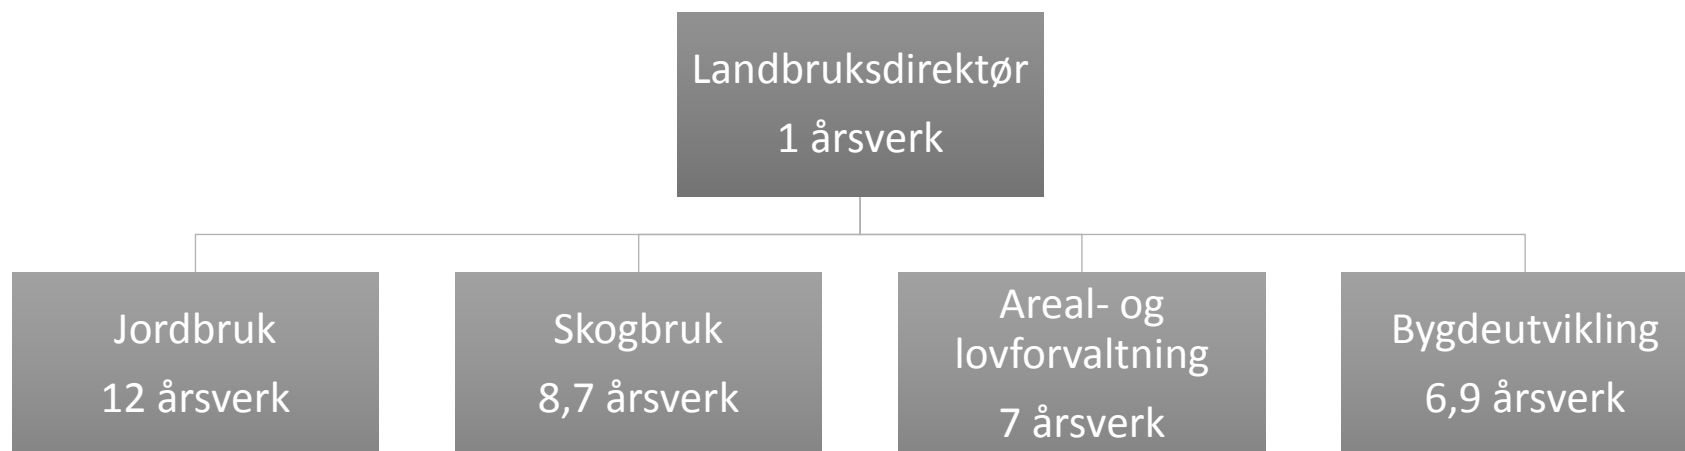 Landbruksdirektør
1 årsverk
Jordbruk
12 årsverk
Skogbruk
8,7 årsverk
Areal- og
lovforvaltning
7 årsverk
Bygdeutvikling
6,9 årsverk